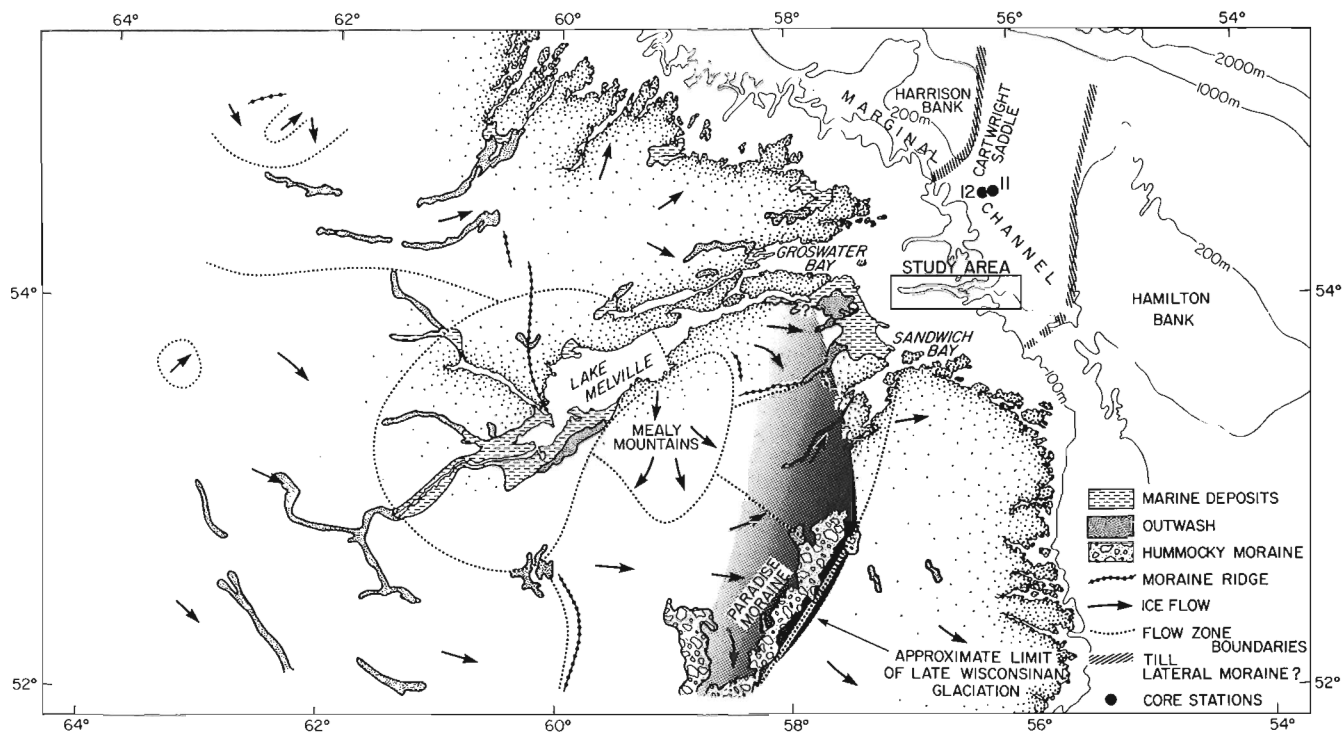 64°
62°
60°
58°
56°
54°
2000m
1000m
HARRISON
BANK
200m
MARGINAL
CHANNEL
CARTWRIGHT
SADDLE
12
11
GROSWATER
BAY
STUDY AREA
54°
54°
200m
HAMILTON
BANK
SANDWICH
BAY
?
100m
LAKE
MELVILLE
MEALY
MOUNTAINS
PARADISE
MORAINE
APPROXIMATE LIMIT
OF LATE WISCONSINAN
GLACIATION
MARINE DEPOSITS
OUTWASH
HUMMOCKY MORAINE
MORAINE RIDGE
ICE FLOW
FLOW ZONE BOUNDARIES
TILL
LATERAL MORAINE?
CORE STATIONS
52°
52°
64°
62°
60°
58°
56°
54°